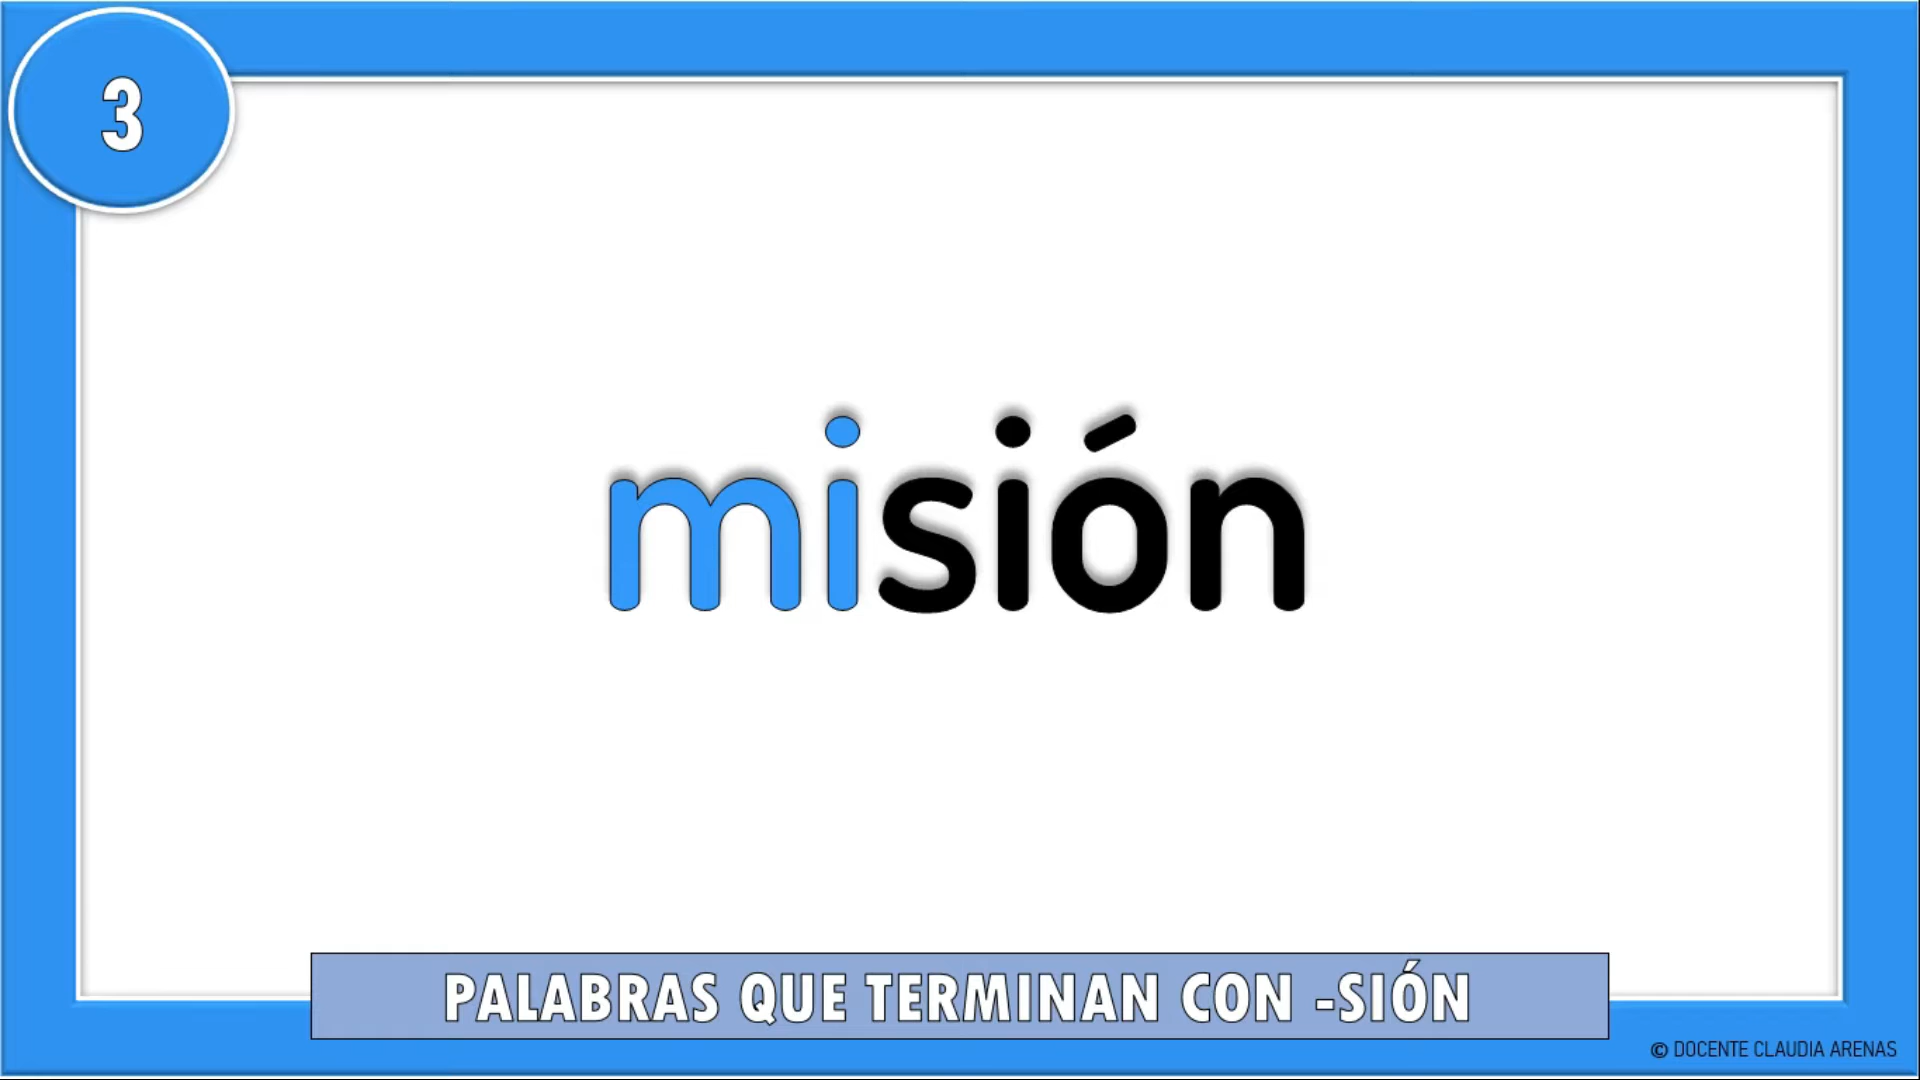 3
misión
PALABRAS QUE TERMINAN CON -SIÓN
© DOCENTE CLAUDIA ARENAS